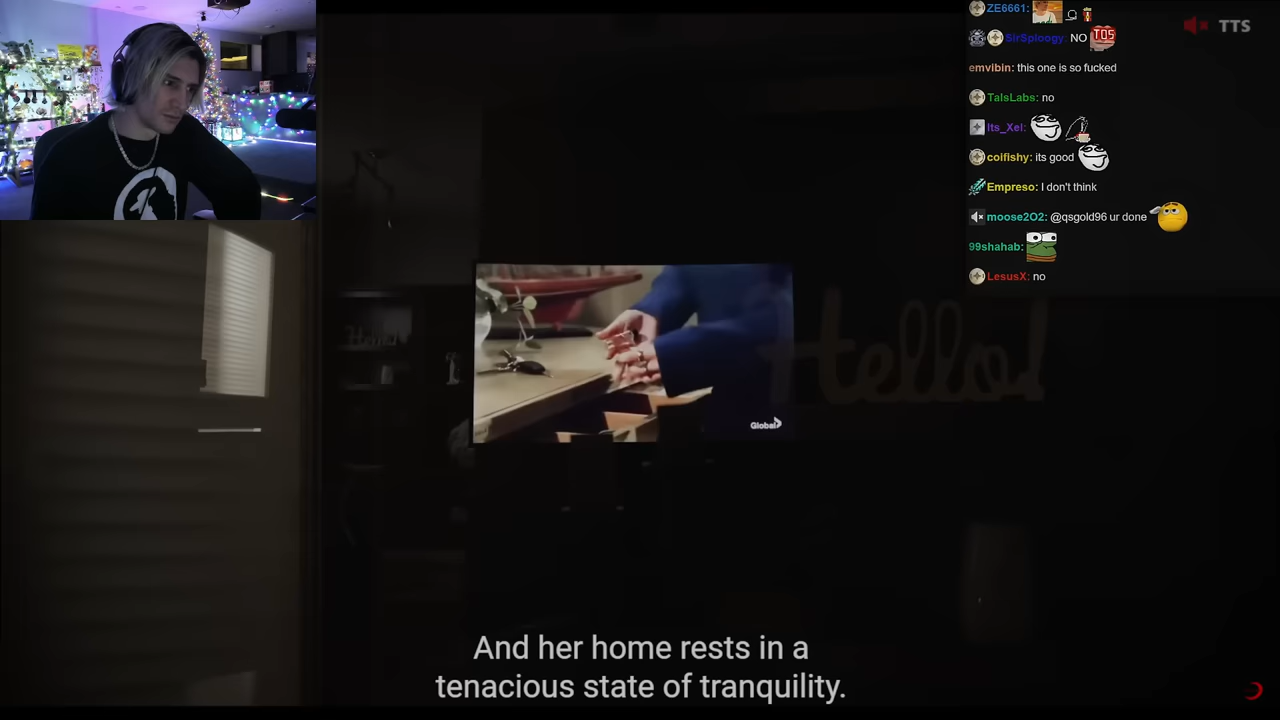 ZE6661:
SirSploogy: NO
TOS
emvibin: this one is so fucked
TalsLabs: no
Its_Xel:
coifishy: its good
Empreso: I don't think
moose2O2: @qsgold96 ur done
99shahab:
LesusX: no
TTS
Hello!
Global
And her home rests in a
tenacious state of tranquility.